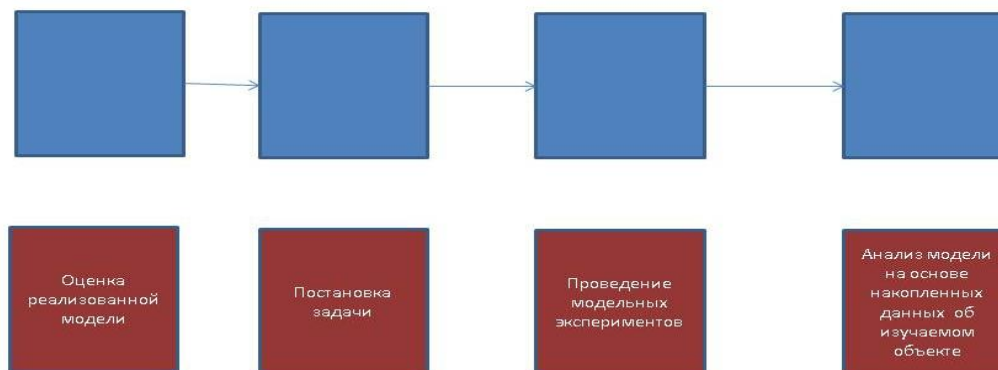 Оценка
реализованной
модели
Постановка
задачи
Проведение
модельных
экспериментов
Анализ модели
на основе
накопленных
данных об
изучаемом
объекте